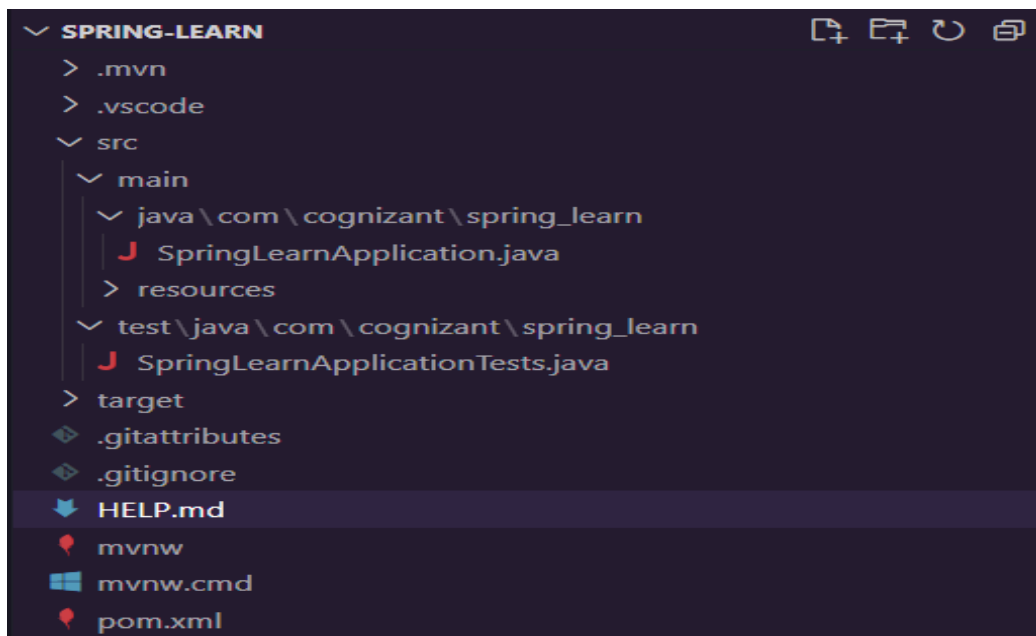 SPRING-LEARN
.mvn
.vscode
src
main
java\com\cognizant\spring_learn
J SpringLearnApplication.java
resources
test\java\com\cognizant\spring_learn
J SpringLearnApplicationTests.java
target
.gitattributes
.gitignore
HELP.md
mvnw
mvnw.cmd
pom.xml